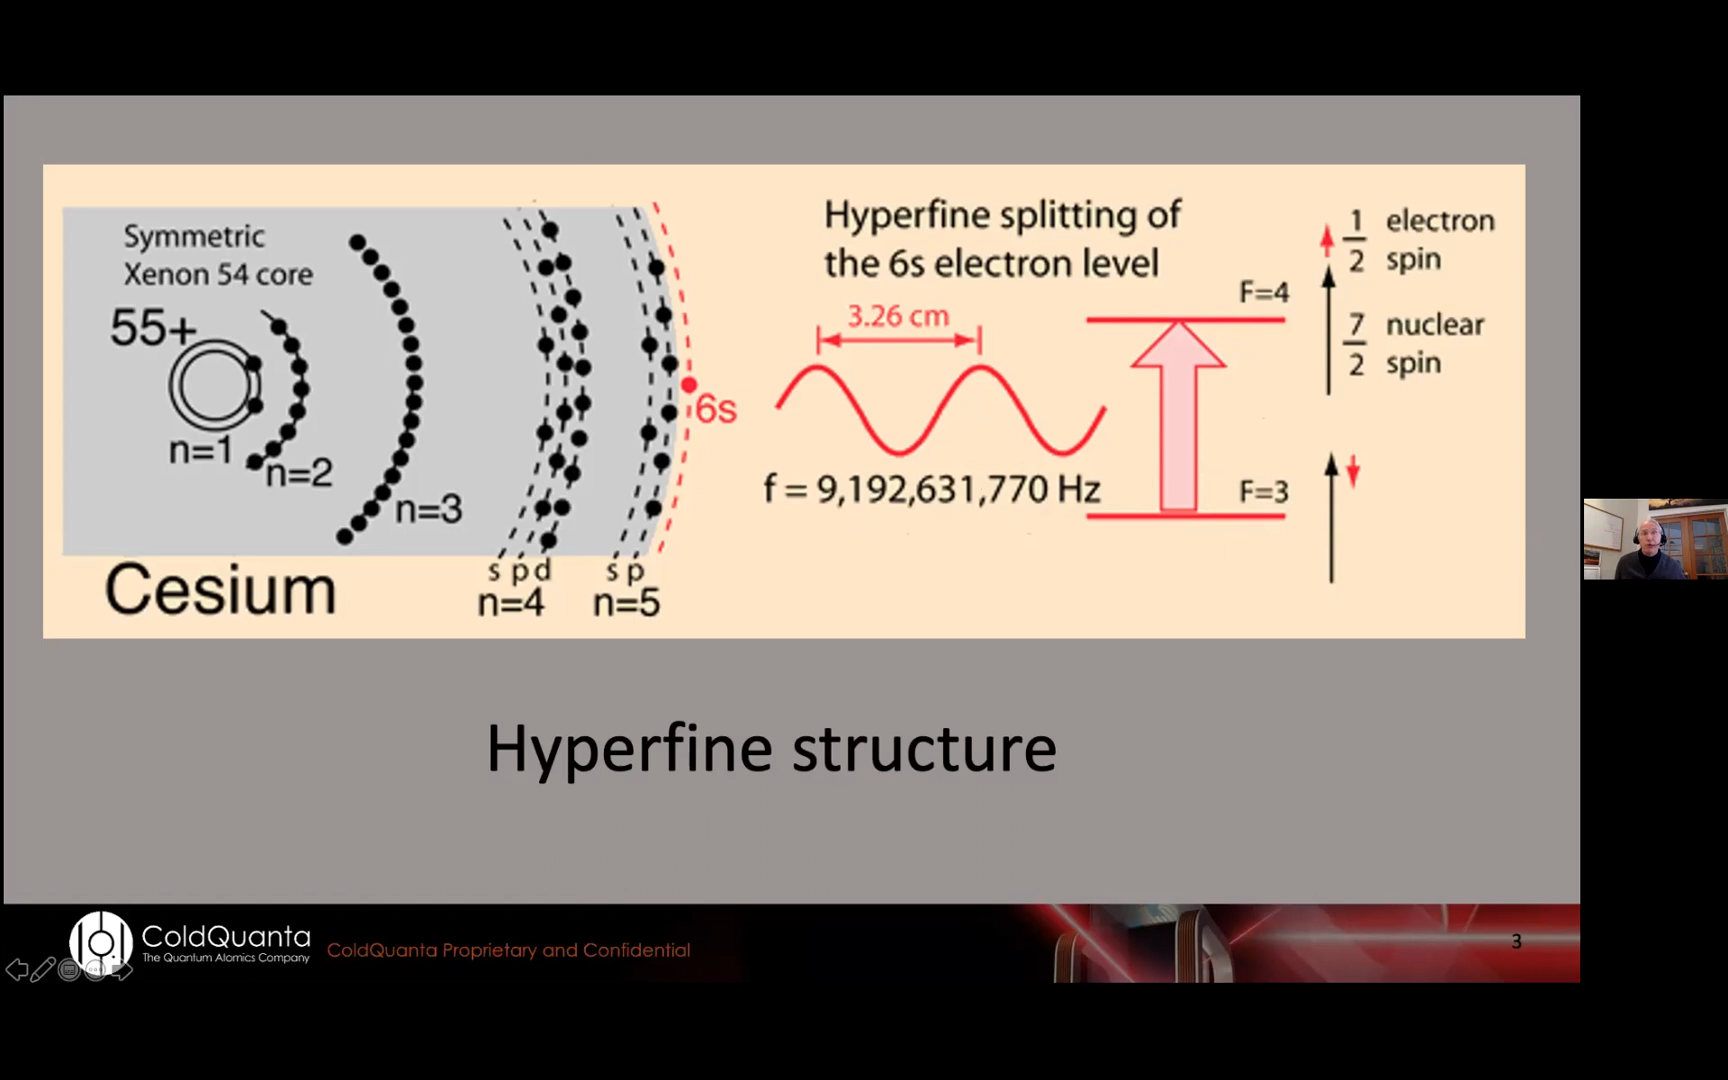 Symmetric
Xenon 54 core
55+
n=1
n=2
n=3
s p d
n=4
s p
n=5
6s
Cesium
Hyperfine splitting of
the 6s electron level
3.26 cm
f = 9,192,631,770 Hz
F=4
F=3
1/2 electron
spin
7/2 nuclear
spin
Hyperfine structure
ColdQuanta
The Quantum Atomics Company
ColdQuanta Proprietary and Confidential
3